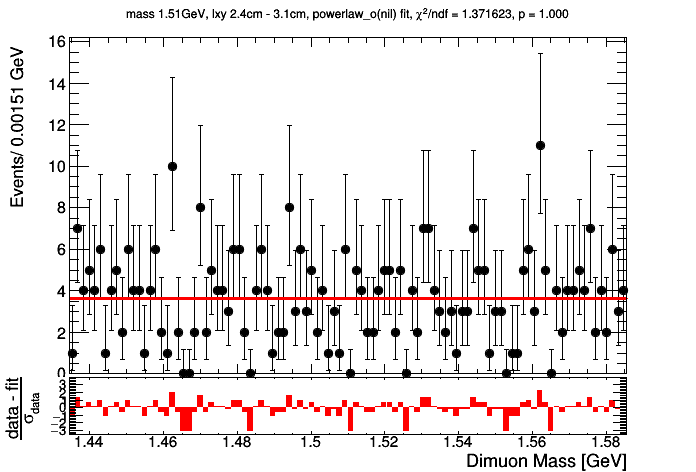 mass 1.51GeV, lxy 2.4cm - 3.1cm, powerlaw_o(nil) fit, χ²/ndf = 1.371623, p = 1.000
Events/ 0.00151 GeV
16
14
12
10
8
6
4
2
0
data - fit
σdata
3
2
1
0
−1
−2
−3
1.44 1.46 1.48 1.5 1.52 1.54 1.56 1.58
Dimuon Mass [GeV]